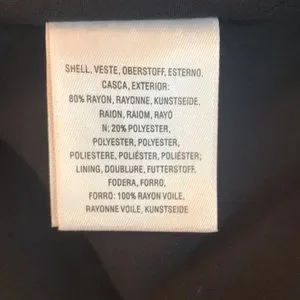 SHELL, VESTE, OBERSTOFF, ESTERNO,
CASCA, EXTERIOR:
80% RAYON, RAYONNE, KUNSTSEIDE,
RAION, RAIOM, RAYO
N: 20% POLYESTER,
POLYESTER, POLYESTER,
POLIESTERE, POLIÉSTER, POLIÉSTER;
LINING, DOUBLURE, FUTTERSTOFF,
FODERA, FORRO,
FORRO: 100% RAYON VOILE,
RAYONNE VOILE, KUNSTSEIDE